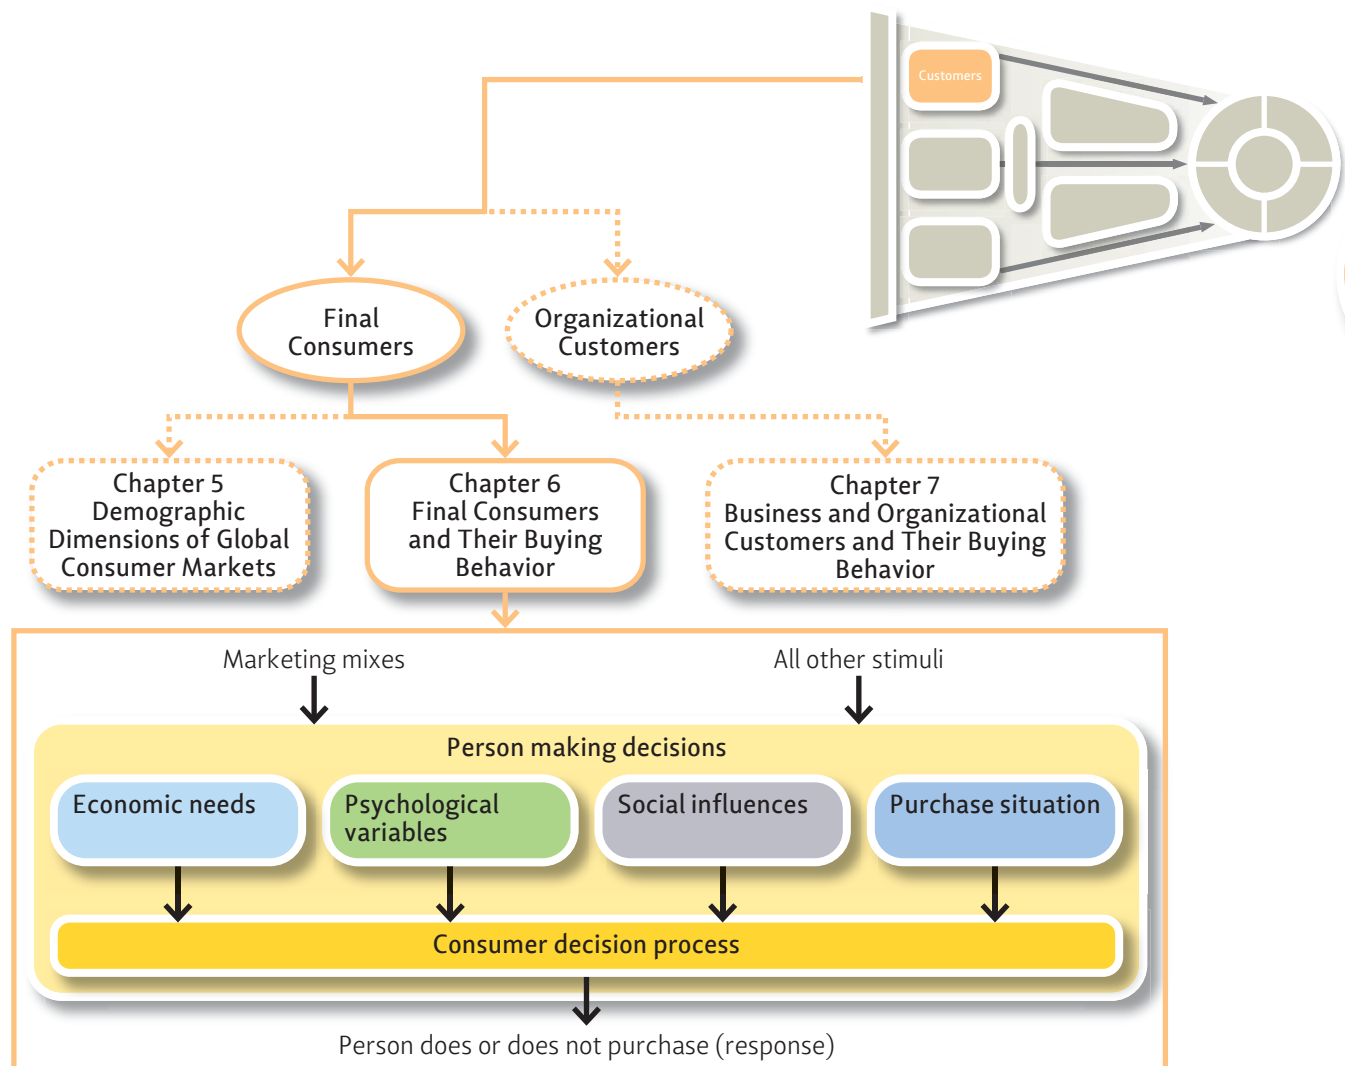 Customers
Final
Consumers
Organizational
Customers
Chapter 5
Demographic
Dimensions of Global
Consumer Markets
Chapter 6
Final Consumers
and Their Buying
Behavior
Chapter 7
Business and Organizational
Customers and Their Buying
Behavior
Marketing mixes
All other stimuli
Person making decisions
Economic needs
Psychological
variables
Social influences
Purchase situation
Consumer decision process
Person does or does not purchase (response)